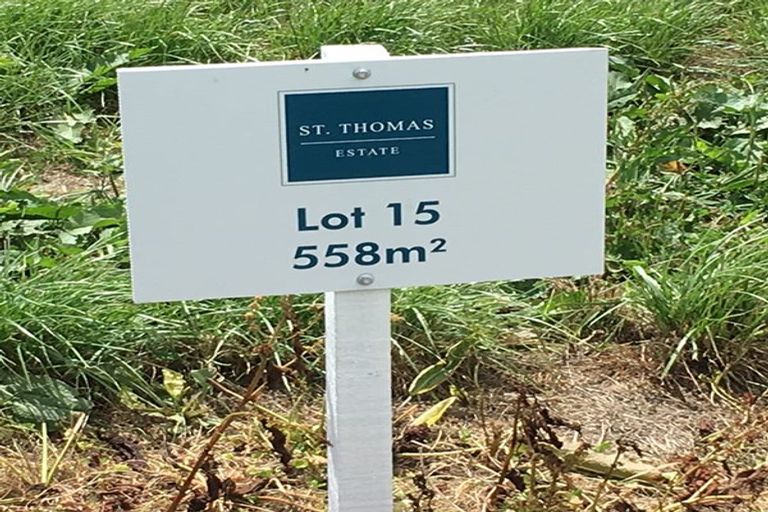 ST. THOMAS
ESTATE
Lot 15
558m²